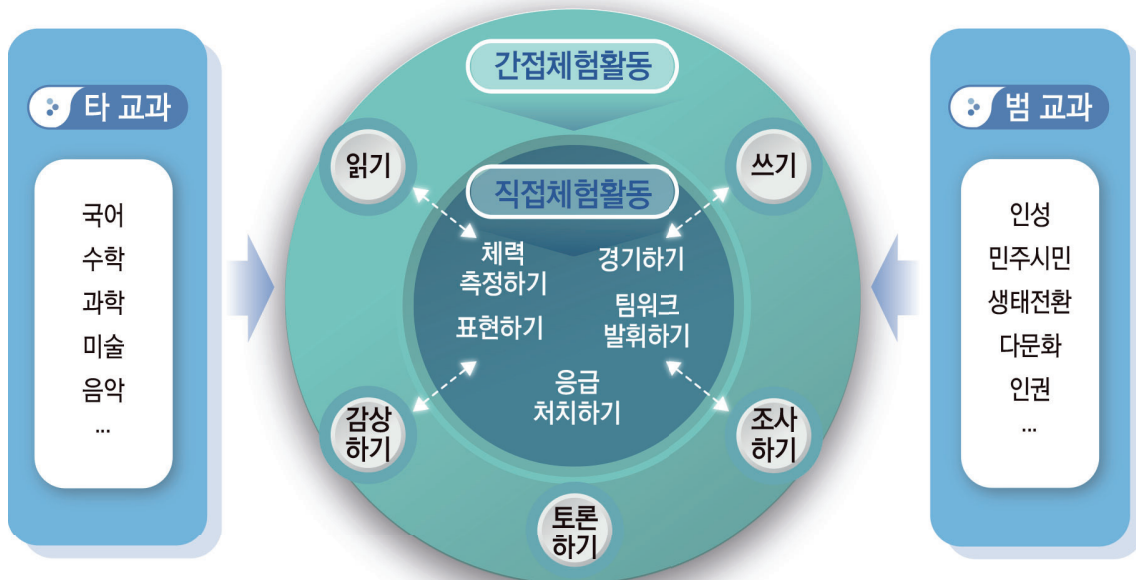 타 교과
국어
수학
과학
미술
음악
...
간접체험활동
읽기
쓰기
직접체험활동
체력
측정하기
경기하기
표현하기
팀워크
발휘하기
응급
처치하기
감상
하기
조사
하기
토론
하기
범 교과
인성
민주시민
생태전환
다문화
인권
...